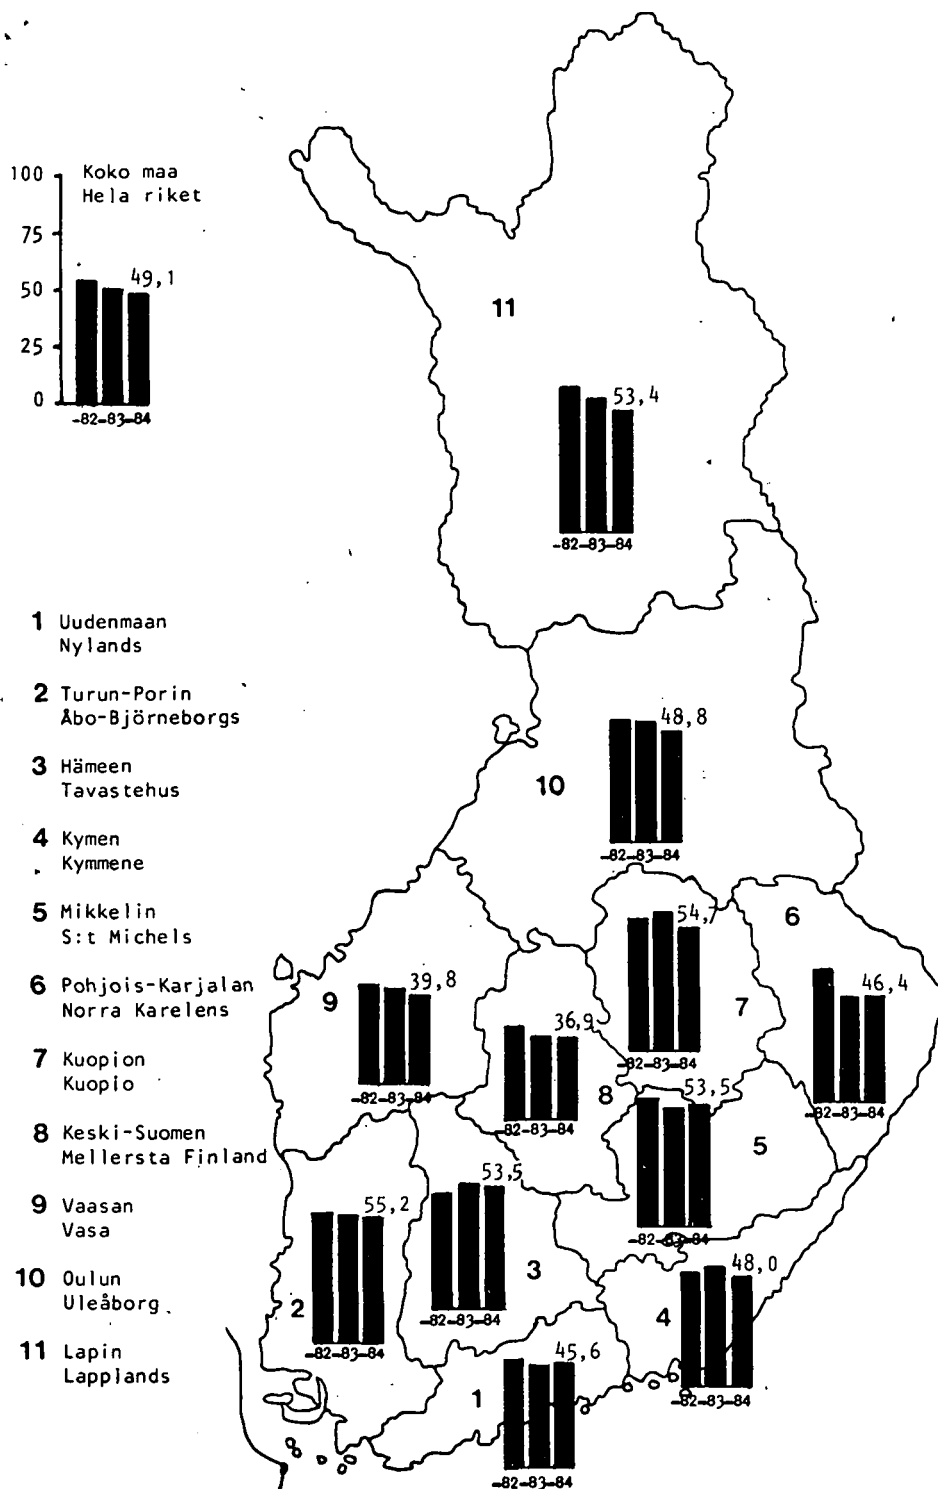 100
Koko maa
Hela riket
75
50
49,1
25
0
-82-83-84
11
53,4
-82-83-84
1 Uudenmaan
Nylands
2 Turun-Porin
Åbo-Björneborgs
3 Hämeen
Tavastehus
4 Kymen
Kymmene
5 Mikkelin
S:t Michels
6 Pohjois-Karjalan
Norra Karelens
7 Kuopion
Kuopio
8 Keski-Suomen
Mellersta Finland
9 Vaasan
Vasa
10 Oulun
Uleåborg
11 Lapin
Lapplands
10
48,8
-82-83-84
6
46,4
-82-83-84
7
54,7
-82-83-84
9
39,8
-82-83-84
8
36,9
-82-83-84
5
53,5
-82-83-84
3
53,5
-82-83-84
2
55,2
-82-83-84
4
48,0
-82-83-84
1
45,6
-82-83-84